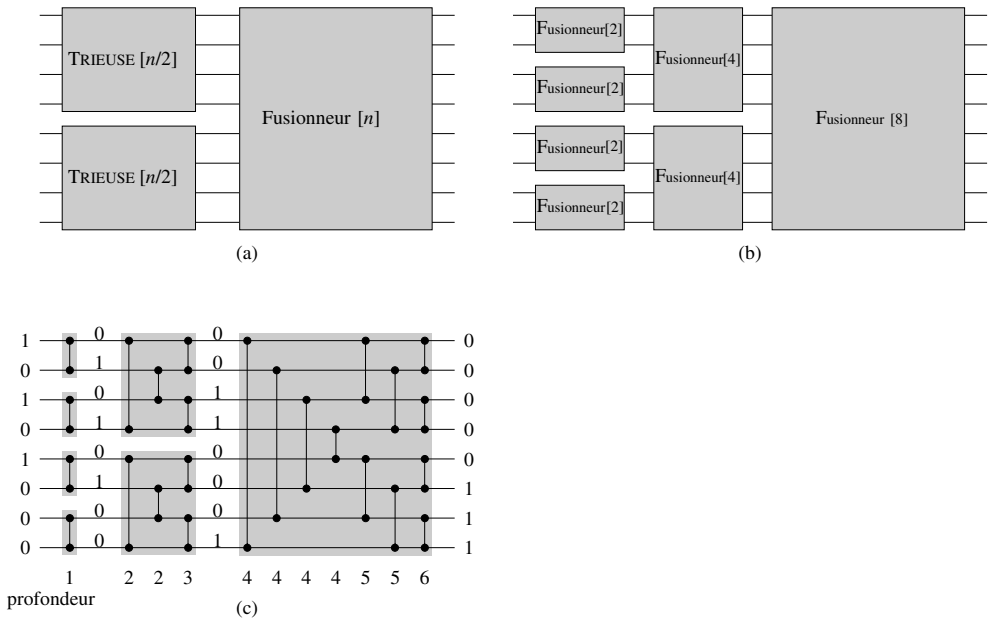 TRIEUSE [n/2]
TRIEUSE [n/2]
Fusionneur [n]
(a)
Fusionneur[2]
Fusionneur[2]
Fusionneur[2]
Fusionneur[2]
Fusionneur[4]
Fusionneur[4]
Fusionneur [8]
(b)
1 0 0 0
0 1 0 0
1 0 1 0
0 1 1 0
1 0 0 0
0 1 0 1
0 0 0 1
0 0 1 1
1 2 2 3 4 4 4 4 5 5 6
profondeur
(c)